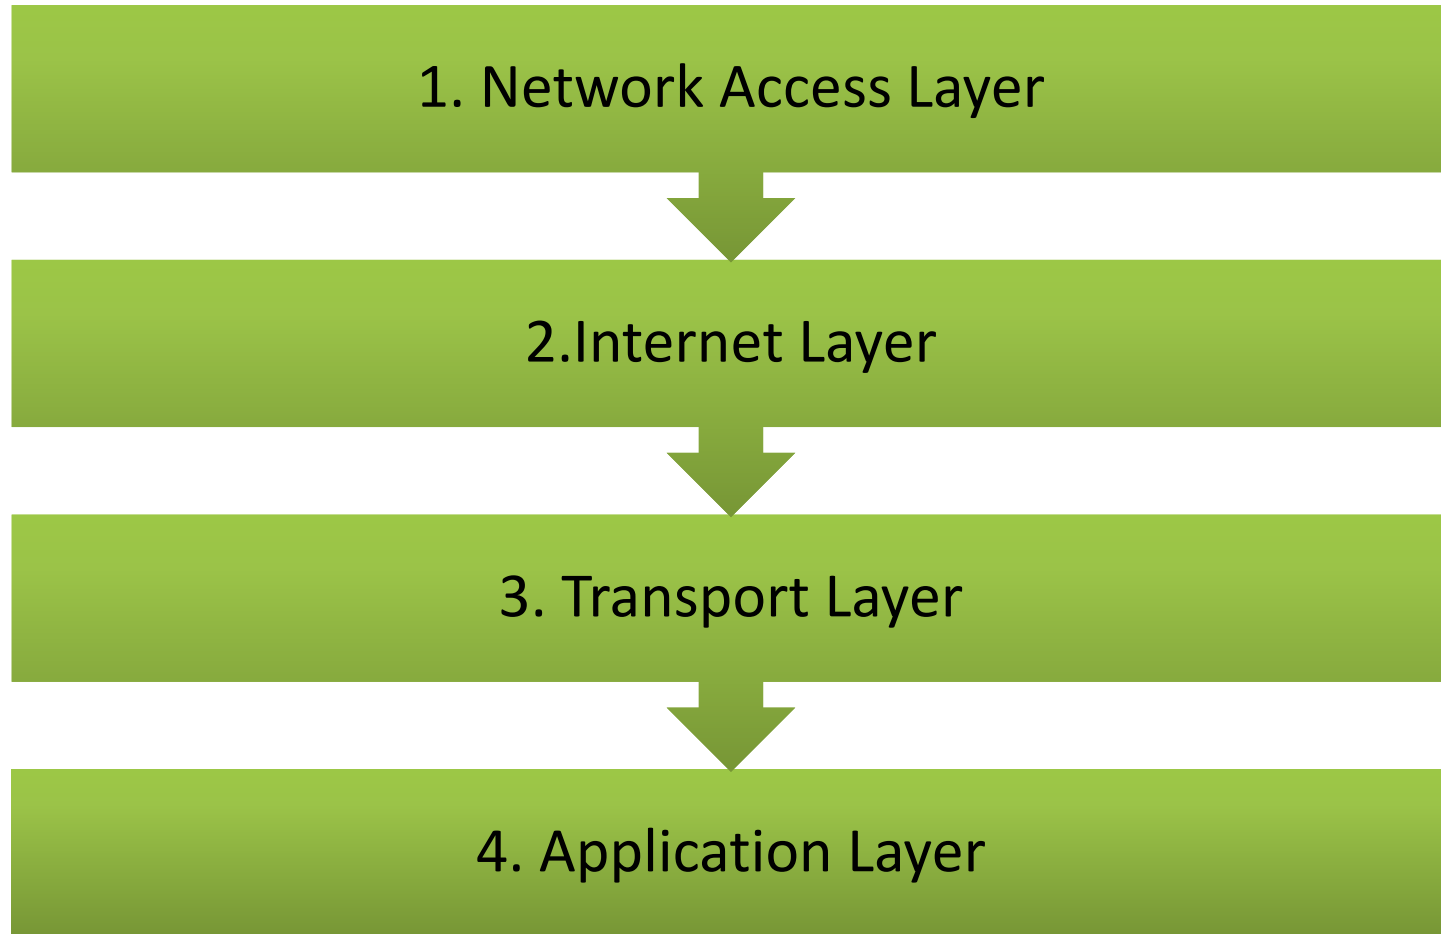 1. Network Access Layer
2.Internet Layer
3. Transport Layer
4. Application Layer